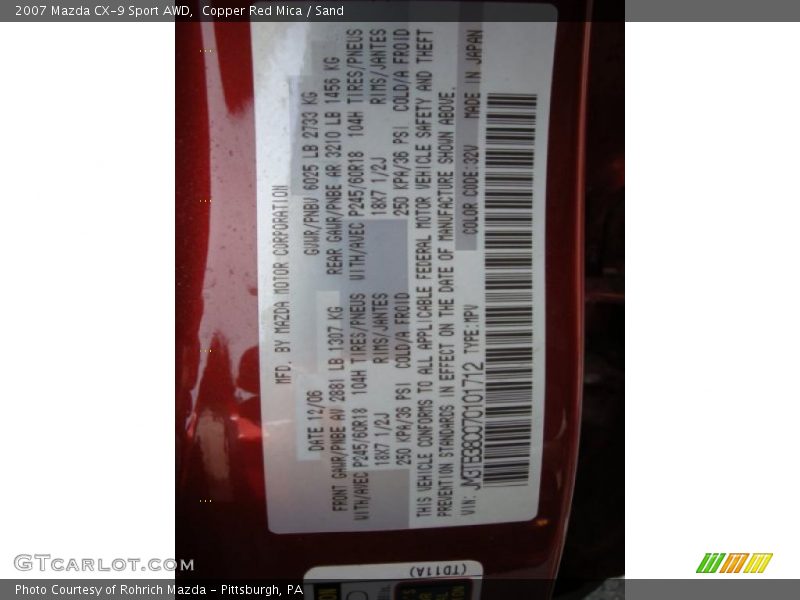 2007 Mazda CX-9 Sport AWD,  Copper Red Mica / Sand
MFD. BY MAZDA MOTOR CORPORATION
DATE 12/06
GVWR/PNBV 6025 LB 2733 KG
FRONT GAWR/PNBE AV 2881 LB 1307 KG
REAR GAWR/PNBE AR 3210 LB 1456 KG
WITH/AVEC P245/60R18 104H TIRES/PNEUS
WITH/AVEC P245/60R18 104H TIRES/PNEUS
18X7 1/2J RIMS/JANTES
18X7 1/2J RIMS/JANTES
250 KPA/36 PSI COLD/A FROID
250 KPA/36 PSI COLD/A FROID
THIS VEHICLE CONFORMS TO ALL APPLICABLE FEDERAL MOTOR VEHICLE SAFETY AND THEFT
PREVENTION STANDARDS IN EFFECT ON THE DATE OF MANUFACTURE SHOWN ABOVE.
VIN: JM3TB38C070101712 TYPE:MPV COLOR CODE:32V MADE IN JAPAN
(TD11A)
GTCarLot.com
Photo Courtesy of Rohrich Mazda - Pittsburgh, PA